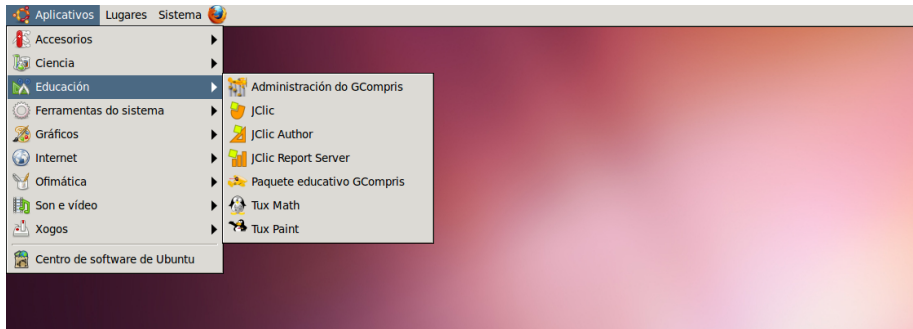 Aplicativos Lugares Sistema
Accesorios
Ciencia
Educación
Ferramentas do sistema
Gráficos
Internet
Ofimática
Son e vídeo
Xogos
Centro de software de Ubuntu
Administración do GCompris
JClic
JClic Author
JClic Report Server
Paquete educativo GCompris
Tux Math
Tux Paint